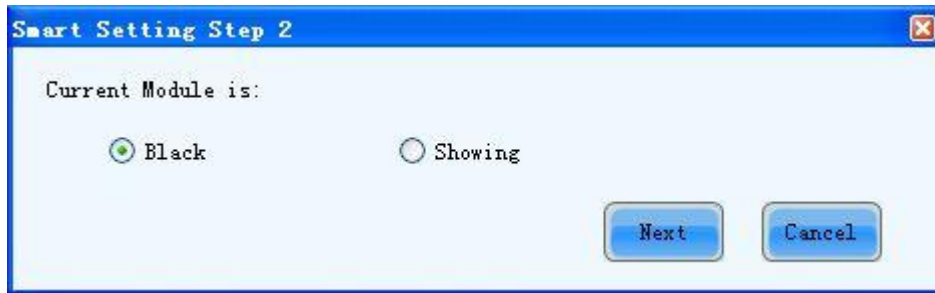 Smart Setting Step 2
Current Module is:
Black Showing
Next Cancel